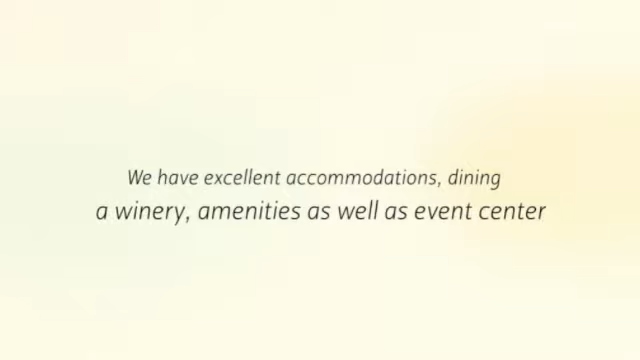 We have excellent accommodations, dining
a winery, amenities as well as event center